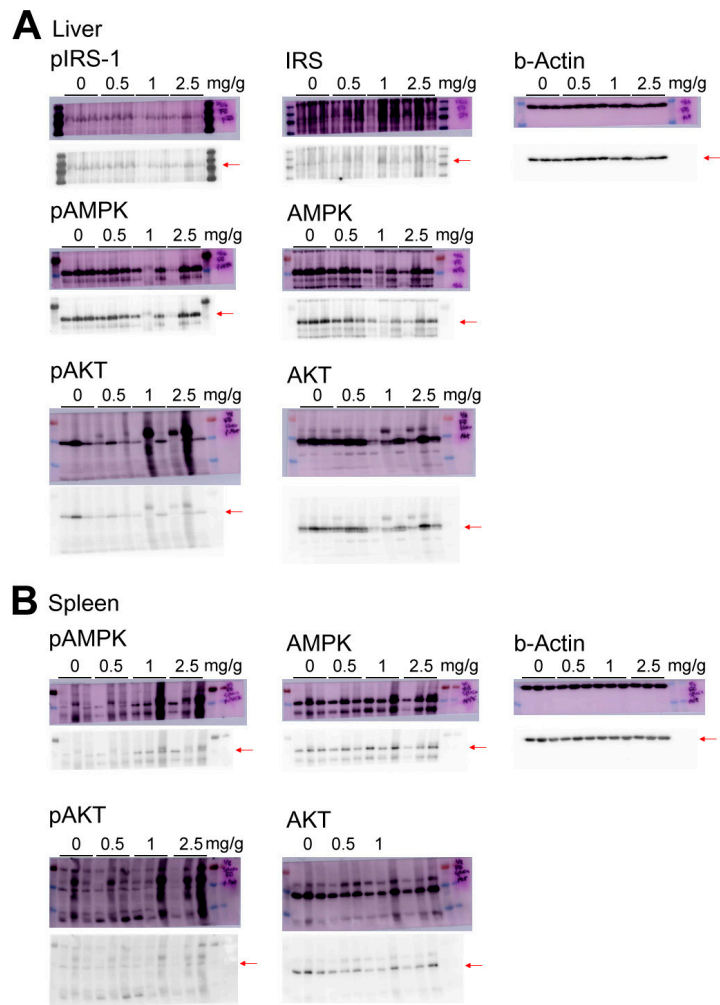 A Liver
pIRS-1 IRS b-Actin
0 0.5 1 2.5 mg/g 0 0.5 1 2.5 mg/g 0 0.5 1 2.5 mg/g
pAMPK AMPK
0 0.5 1 2.5 mg/g 0 0.5 1 2.5 mg/g
pAKT AKT
0 0.5 1 2.5 mg/g 0 0.5 1 2.5 mg/g
B Spleen
pAMPK AMPK b-Actin
0 0.5 1 2.5 mg/g 0 0.5 1 2.5 mg/g 0 0.5 1 2.5 mg/g
pAKT AKT
0 0.5 1 2.5 mg/g 0 0.5 1